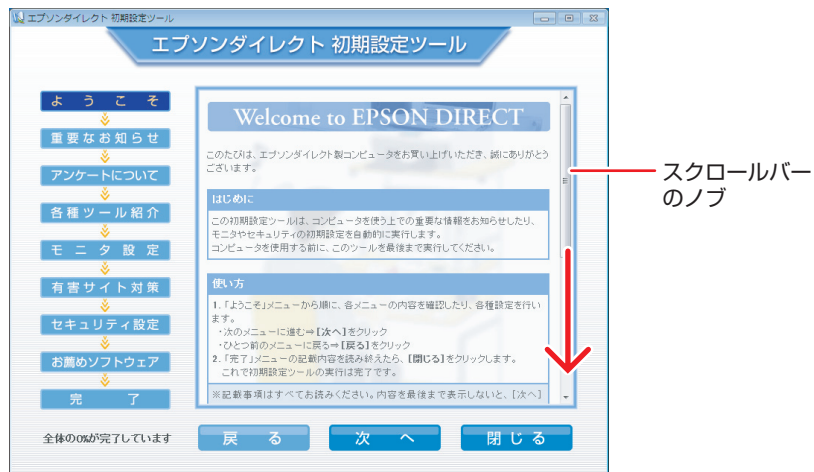 エプソンダイレクト 初期設定ツール
エプソンダイレクト 初期設定ツール
ようこそ
重要なお知らせ
アンケートについて
各種ツール紹介
モニタ設定
有害サイト対策
セキュリティ設定
お薦めソフトウェア
完了
Welcome to EPSON DIRECT
このたびは、エプソンダイレクト製コンピュータをお買い上げいただき、誠にありがとう
ございます。
はじめに
この初期設定ツールは、コンピュータを使う上での重要な情報をお知らせしたり、
モニタやセキュリティの初期設定を自動的に実行します。
コンピュータを使用する前に、このツールを最後まで実行してください。
使い方
1.「ようこそ」メニューから順に、各メニューの内容を確認したり、各種設定を行い
ます。
・次のメニューに進む⇒[次へ]をクリック
・ひとつ前のメニューに戻る⇒[戻る]をクリック
2.「完了」メニューの記載内容を読み終えたら、[閉じる]をクリックします。
これで初期設定ツールの実行は完了です。
※記載事項はすべてお読みください。内容を最後まで表示しないと、[次へ]
スクロールバー
のノブ
全体の0%が完了しています
戻る
次へ
閉じる